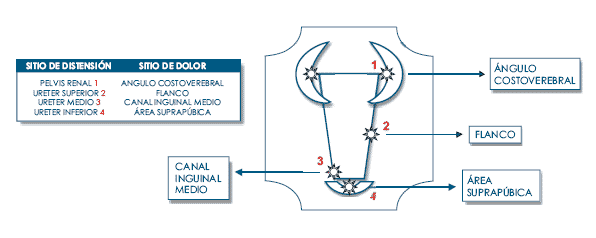 SITIO DE DISTENSIÓN SITIO DE DOLOR
PELVIS RENAL 1 ANGULO COSTOVEREBRAL
URETER SUPERIOR 2 FLANCO
URETER MEDIO 3 CANAL INGUINAL MEDIO
URETER INFERIOR 4 ÁREA SUPRAPÚBICA
1
ÁNGULO
COSTOVEREBRAL
2
FLANCO
3
CANAL
INGUINAL
MEDIO
4
ÁREA
SUPRAPÚBICA